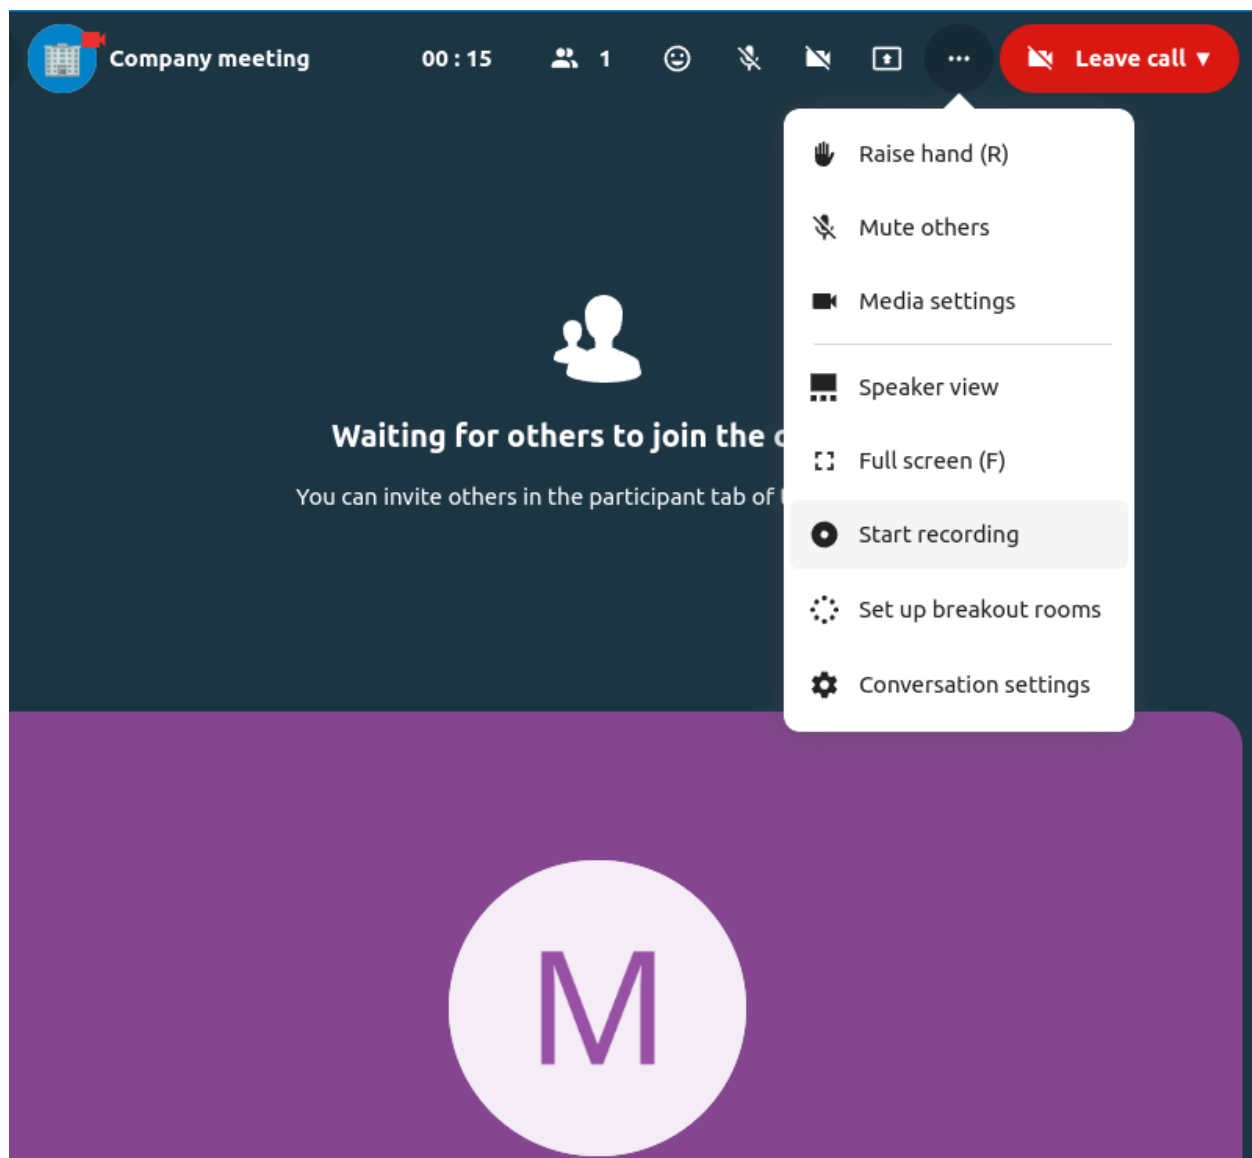 Company meeting
00 : 15
1
Leave call
Raise hand (R)
Mute others
Media settings
Speaker view
Waiting for others to join the
Full screen (F)
You can invite others in the participant tab of
Start recording
Set up breakout rooms
Conversation settings
M